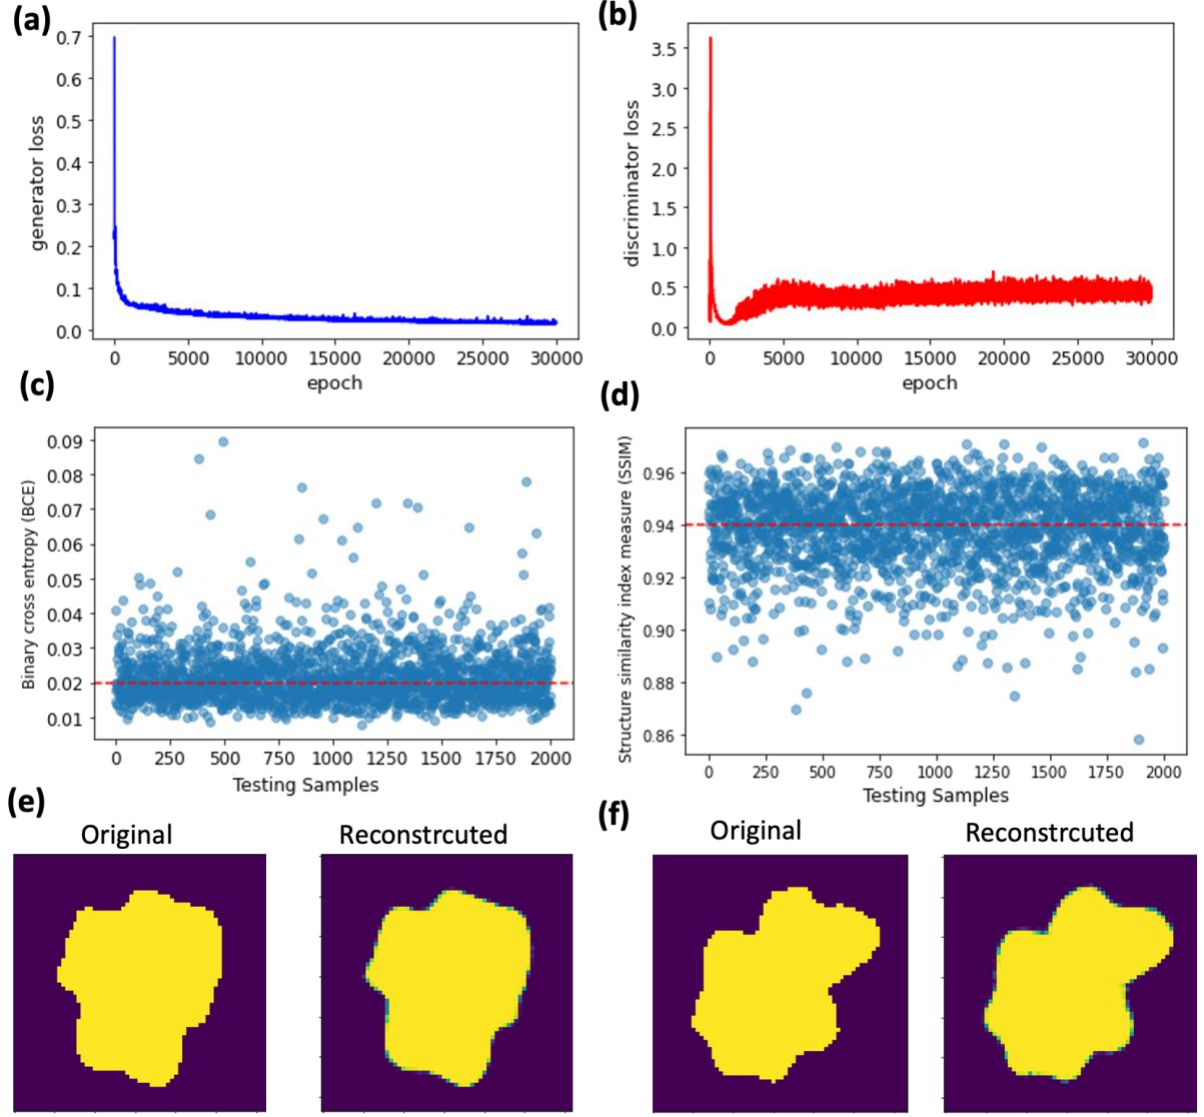 (a)
0.7
0.6
0.5
0.4
0.3
0.2
0.1
0.0
generator loss
0 5000 10000 15000 20000 25000 30000
epoch
(b)
3.5
3.0
2.5
2.0
1.5
1.0
0.5
0.0
discriminator loss
0 5000 10000 15000 20000 25000 30000
epoch
(c)
0.09
0.08
0.07
0.06
0.05
0.04
0.03
0.02
0.01
Binary cross entropy (BCE)
0 250 500 750 1000 1250 1500 1750 2000
Testing Samples
(d)
0.96
0.94
0.92
0.90
0.88
0.86
Structure similarity index measure (SSIM)
0 250 500 750 1000 1250 1500 1750 2000
Testing Samples
(e)
Original Reconstrcuted
(f)
Original Reconstrcuted